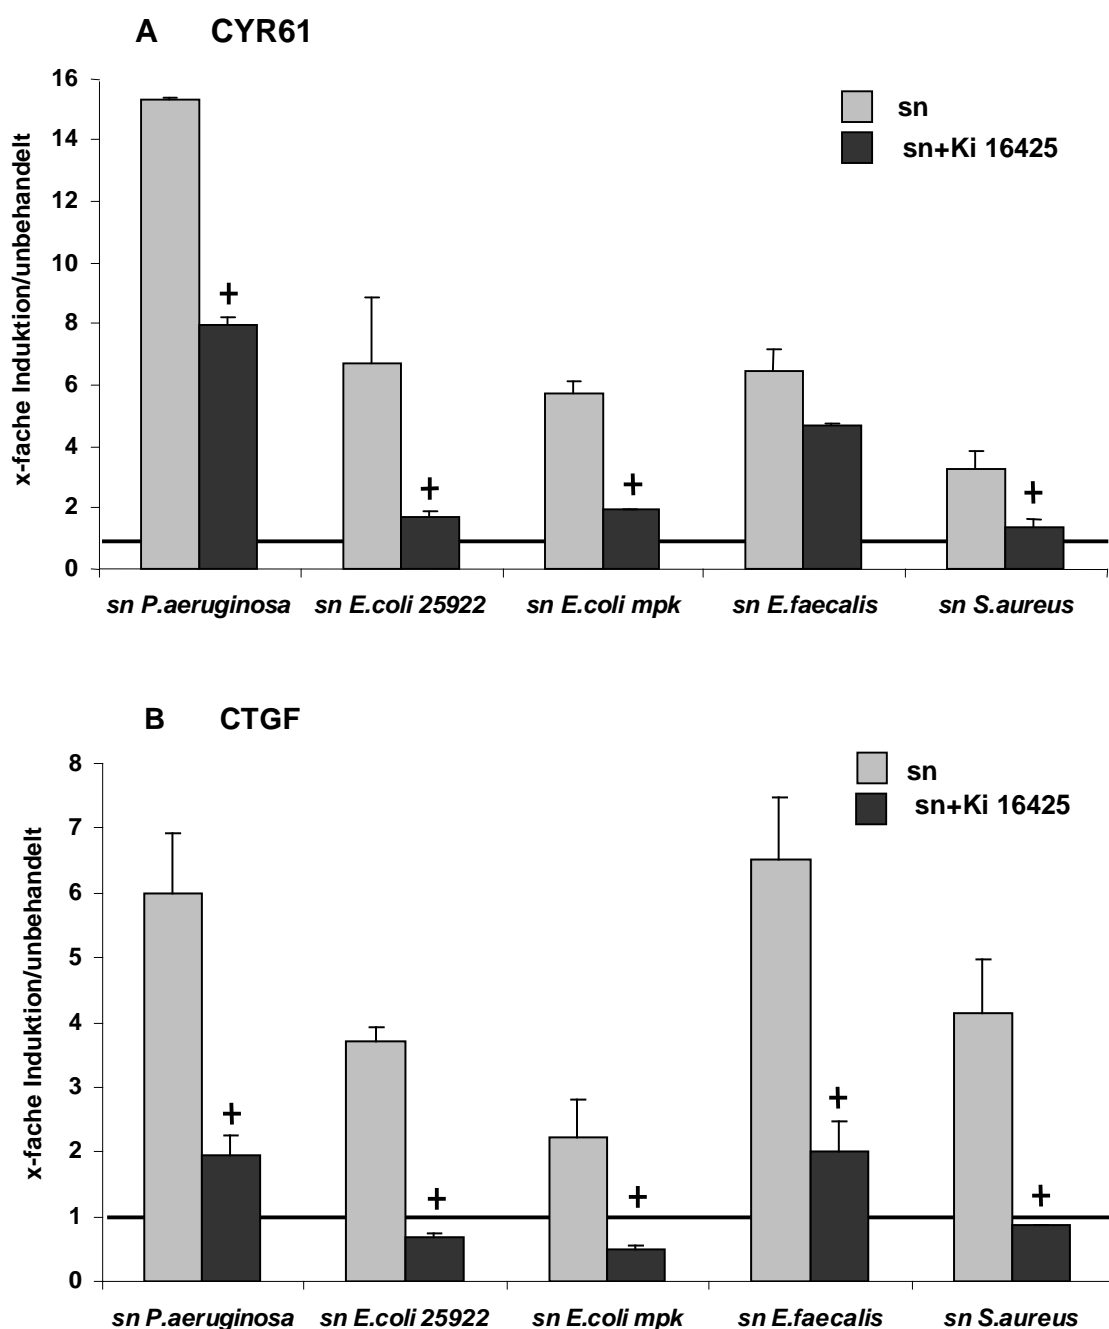 A CYR61
x-fache Induktion/unbehandelt
16
14
12
10
8
6
4
2
0
sn
sn+Ki 16425
+
+
+
+
sn P.aeruginosa sn E.coli 25922 sn E.coli mpk sn E.faecalis sn S.aureus
B CTGF
x-fache Induktion/unbehandelt
8
7
6
5
4
3
2
1
0
sn
sn+Ki 16425
+
+
+
+
+
sn P.aeruginosa sn E.coli 25922 sn E.coli mpk sn E.faecalis sn S.aureus